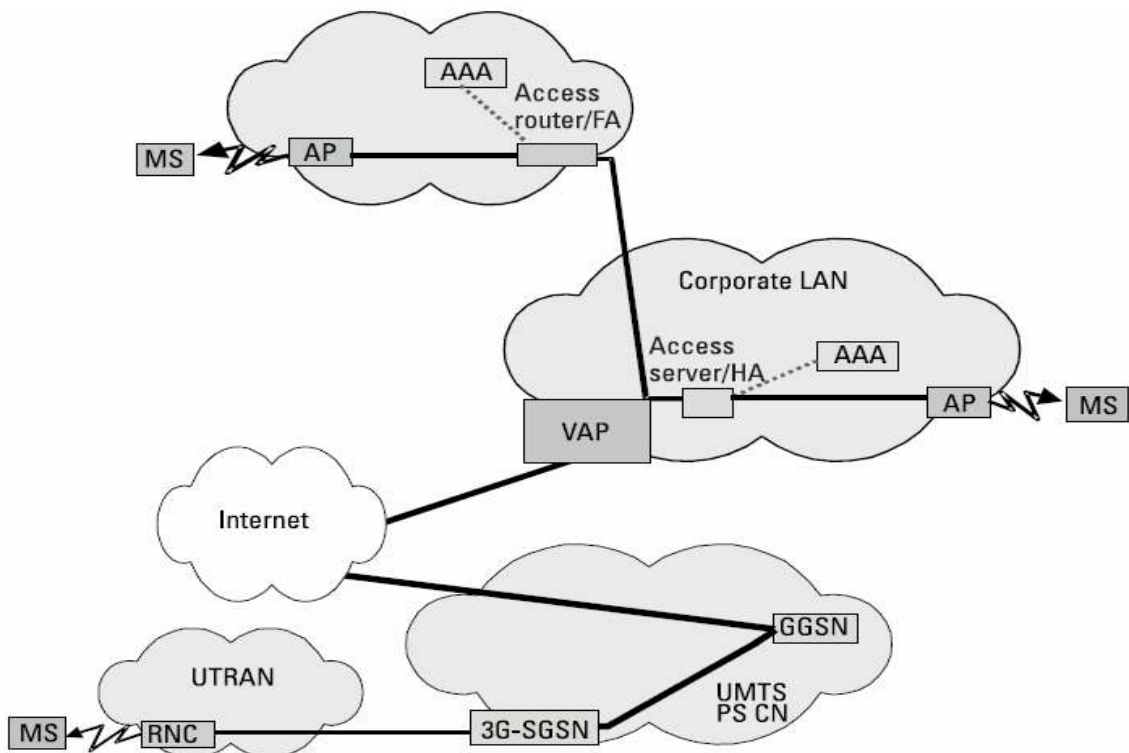 AAA
Access
router/FA
MS
AP
Corporate LAN
Access
server/HA
AAA
AP
MS
VAP
Internet
GGSN
UTRAN
UMTS
PS CN
MS
RNC
3G-SGSN